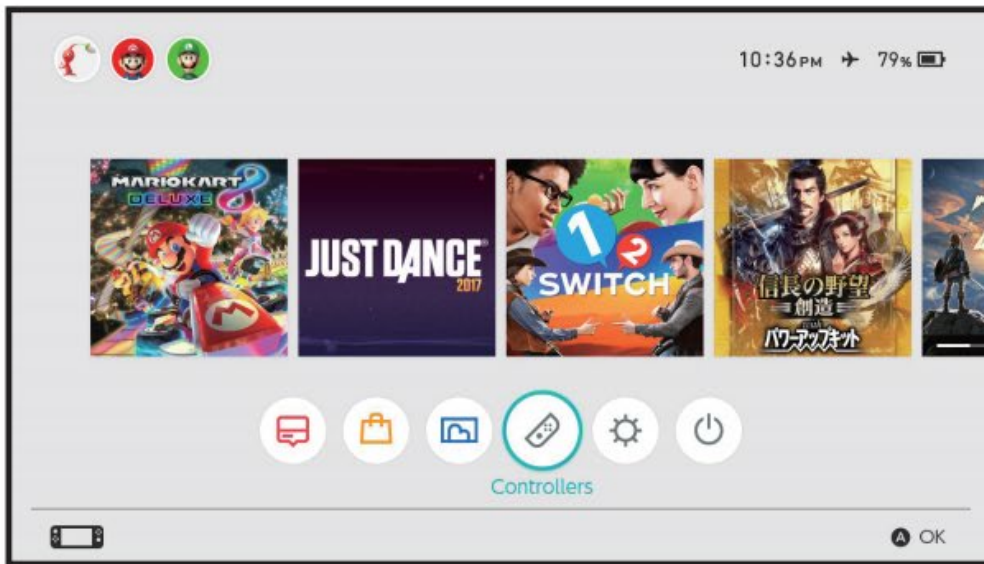 10:36PM 79%
MARIOKART 8
DELUXE
JUST DANCE
2017
1 2
SWITCH
信長の野望
創造
with
パワーアップキット
Controllers
A OK